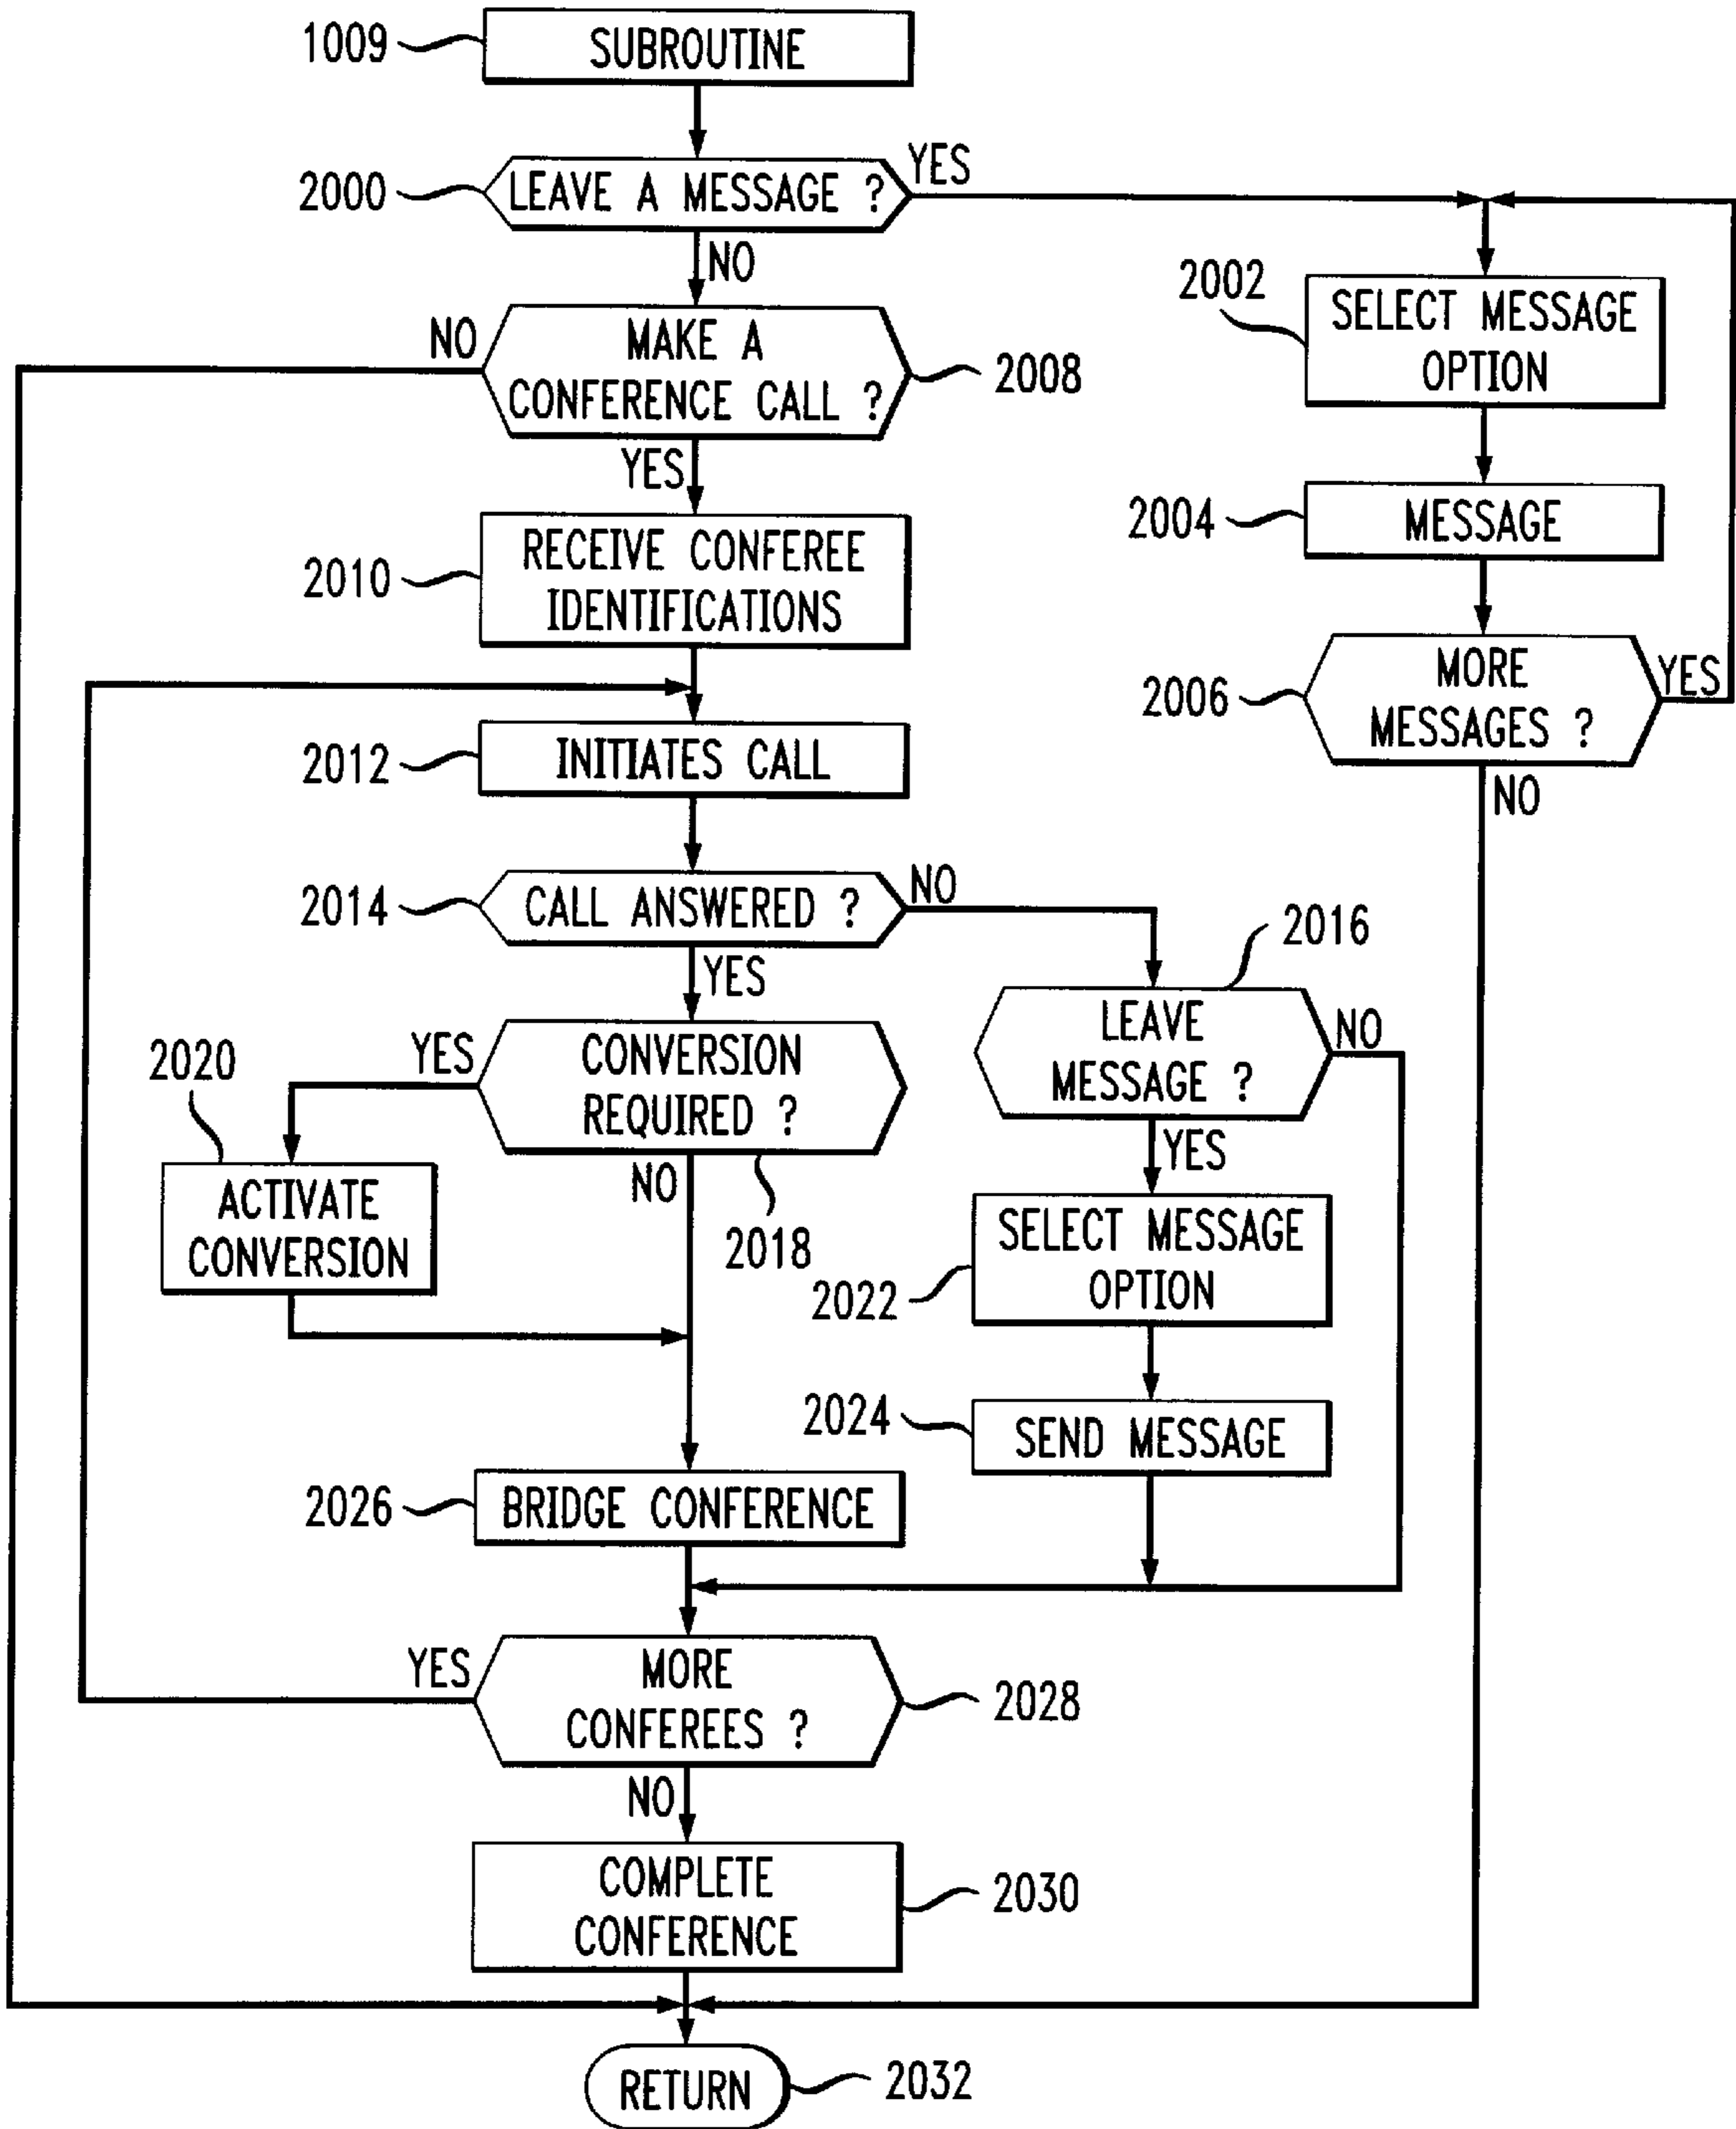 1009
SUBROUTINE
2000
LEAVE A MESSAGE ?
YES
NO
2002
SELECT MESSAGE
OPTION
NO
MAKE A
CONFERENCE CALL ?
2008
YES
2004
MESSAGE
2010
RECEIVE CONFEREE
IDENTIFICATIONS
2006
MORE
MESSAGES ?
YES
NO
2012
INITIATES CALL
2014
CALL ANSWERED ?
NO
YES
2016
LEAVE
MESSAGE ?
NO
YES
2020
YES
CONVERSION
REQUIRED ?
NO
2018
ACTIVATE
CONVERSION
2022
SELECT MESSAGE
OPTION
2024
SEND MESSAGE
2026
BRIDGE CONFERENCE
YES
MORE
CONFEREES ?
2028
NO
COMPLETE
CONFERENCE
2030
RETURN
2032